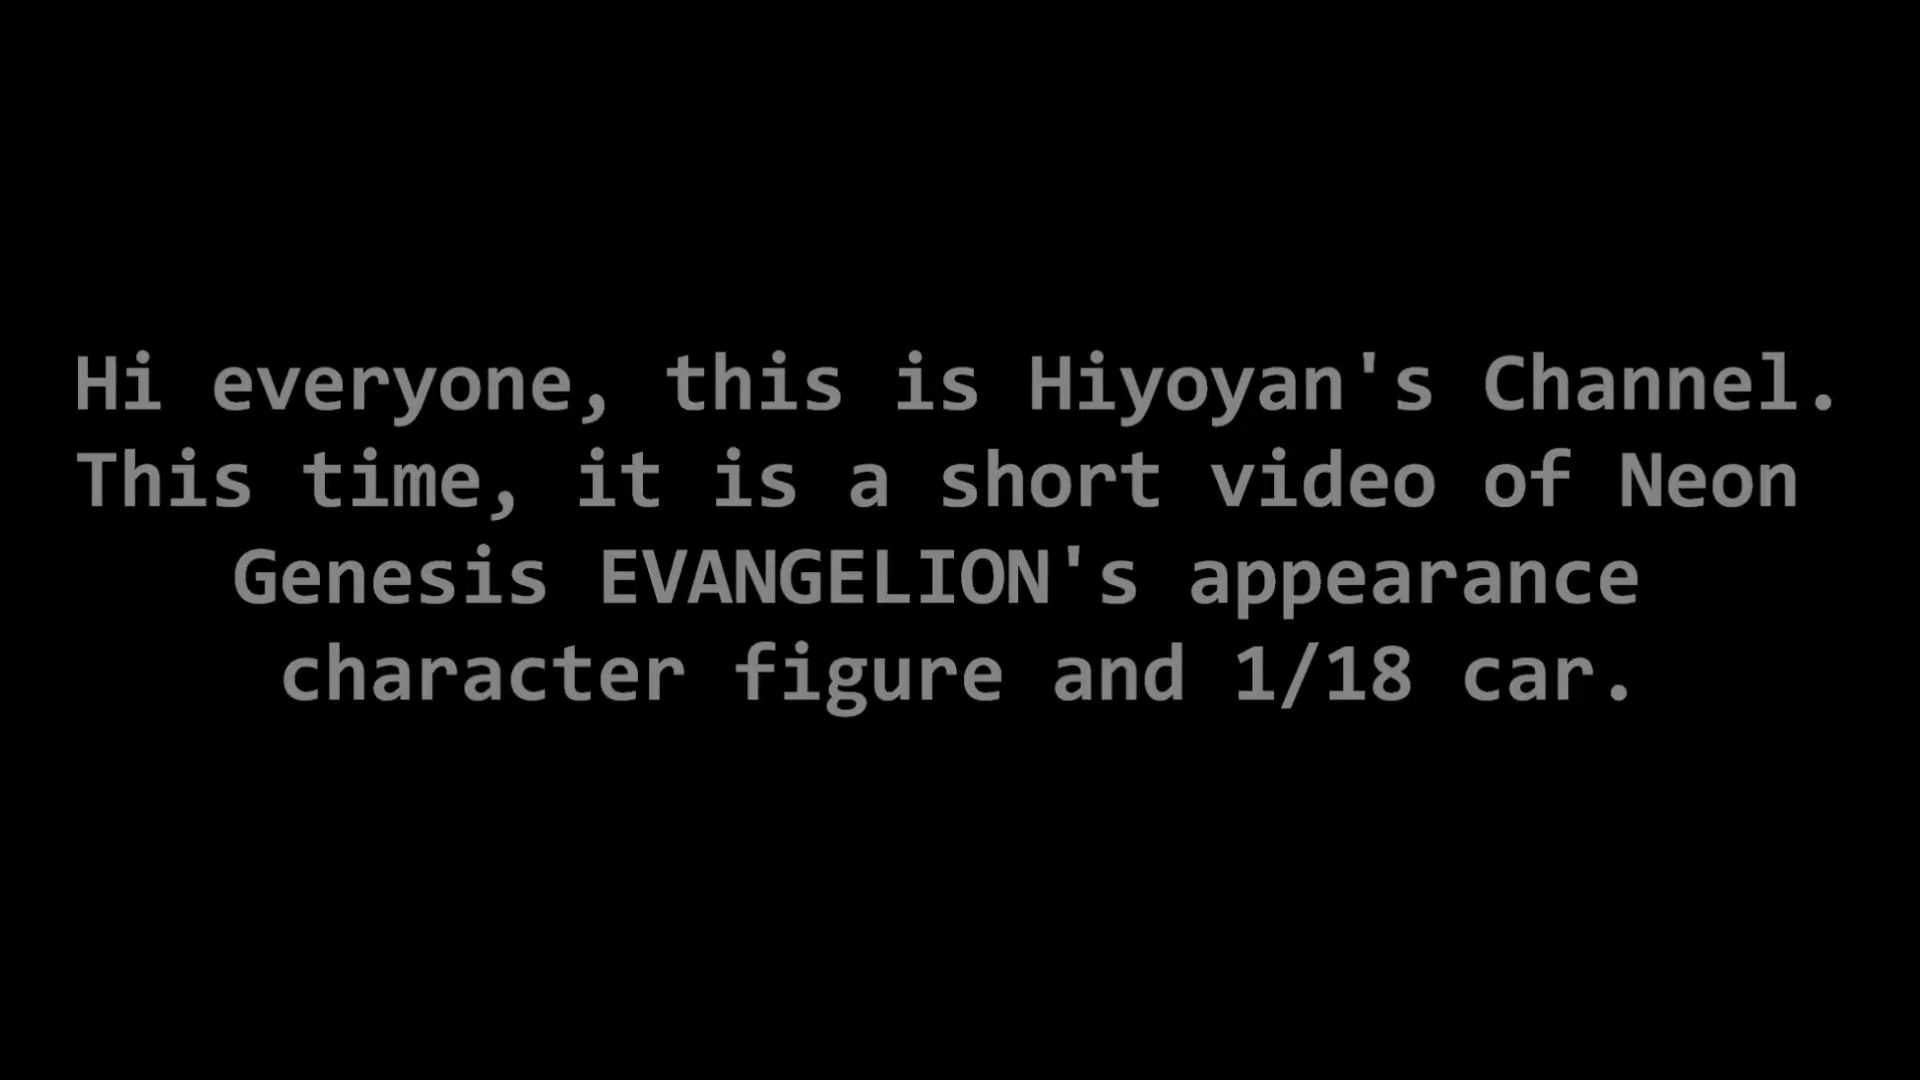 Hi everyone, this is Hiyoyan's Channel.
This time, it is a short video of Neon
Genesis EVANGELION's appearance
character figure and 1/18 car.